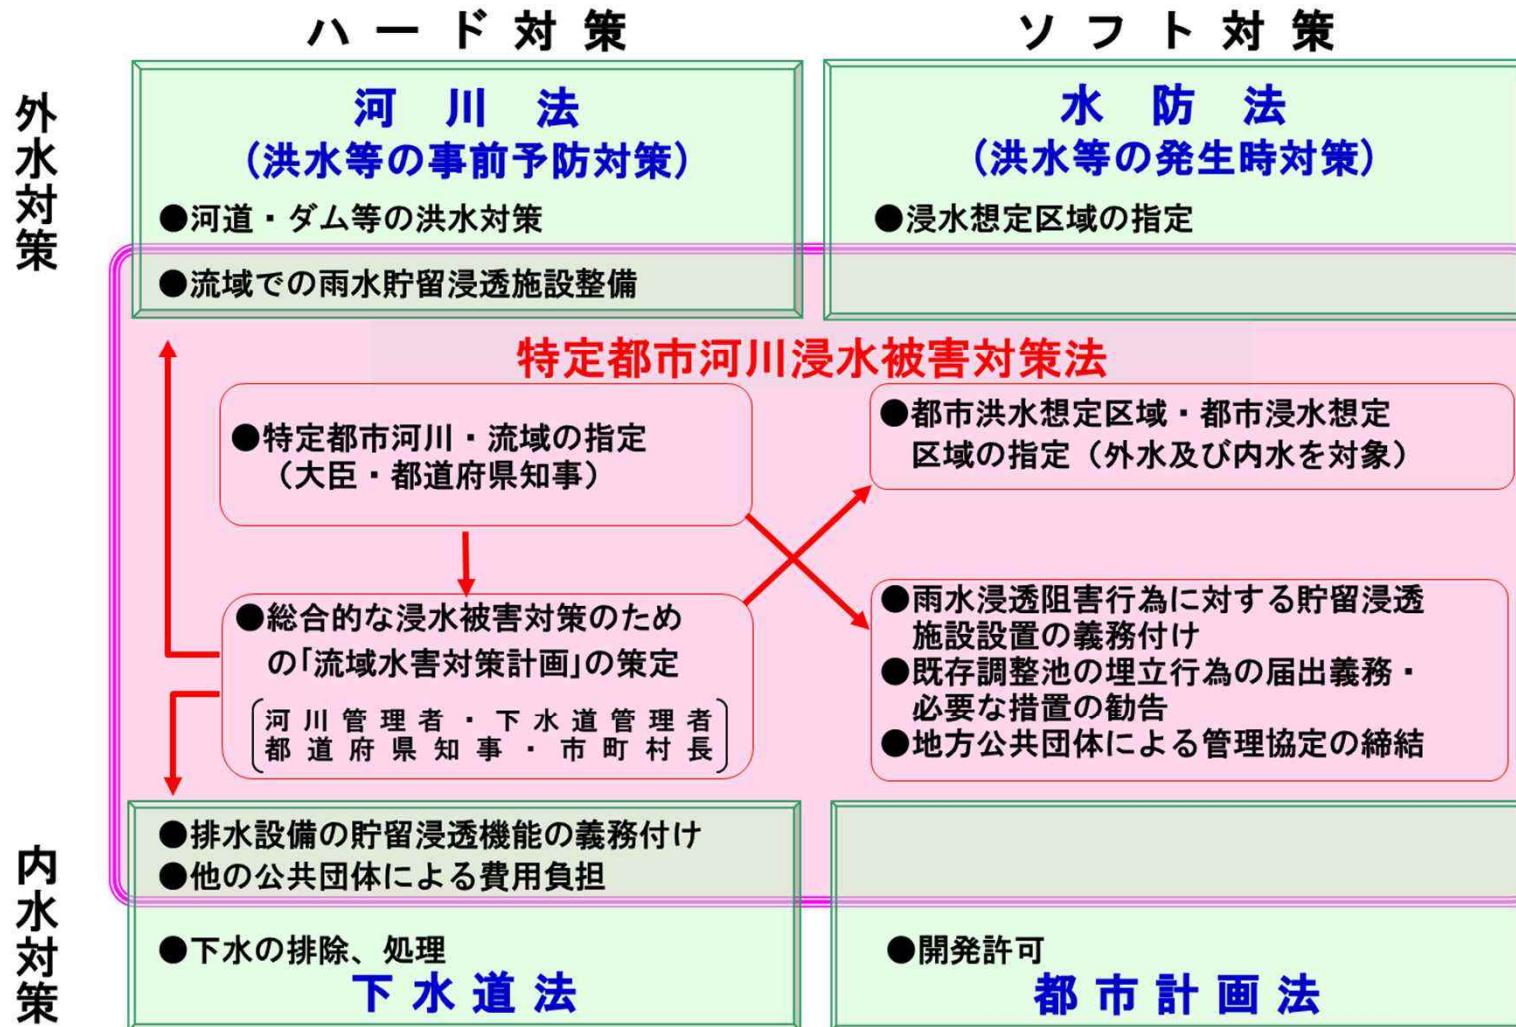 ハード対策
ソフト対策
外水対策
河川法
（洪水等の事前予防対策）
●河道・ダム等の洪水対策
●流域での雨水貯留浸透施設整備
水防法
（洪水等の発生時対策）
●浸水想定区域の指定
特定都市河川浸水被害対策法
●特定都市河川・流域の指定
（大臣・都道府県知事）
●都市洪水想定区域・都市浸水想定
区域の指定（外水及び内水を対象）
●総合的な浸水被害対策のため
の「流域水害対策計画」の策定
河川管理者・下水道管理者
都道府県知事・市町村長
●雨水浸透阻害行為に対する貯留浸透
施設設置の義務付け
●既存調整池の埋立行為の届出義務・
必要な措置の勧告
●地方公共団体による管理協定の締結
内水対策
●排水設備の貯留浸透機能の義務付け
●他の公共団体による費用負担
●下水の排除、処理
下水道法
●開発許可
都市計画法